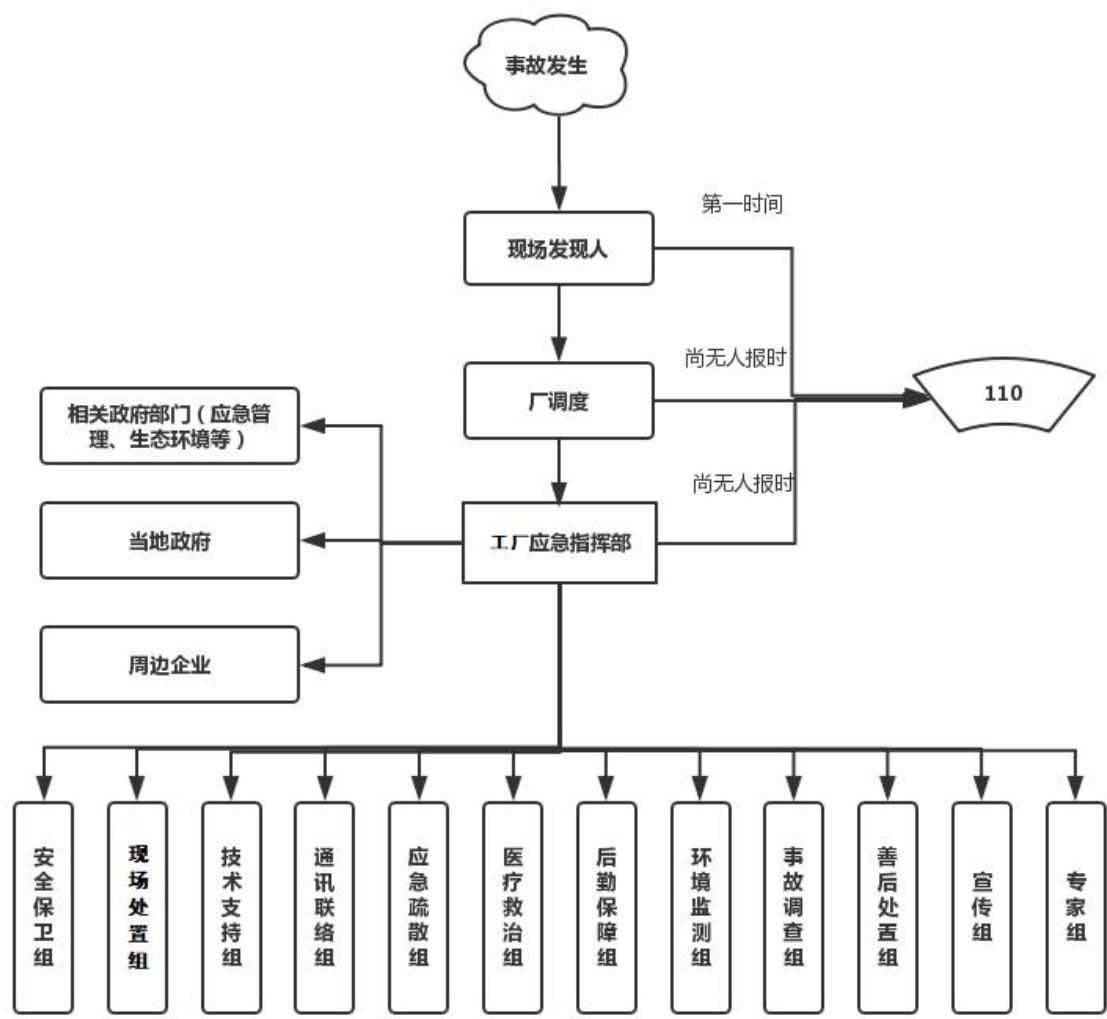 事故发生
第一时间
现场发现人
尚无人报时
厂调度
110
相关政府部门（应急管
理、生态环境等）
尚无人报时
当地政府
工厂应急指挥部
周边企业
安全保卫组
现场处置组
技术支持组
通讯联络组
应急疏散组
医疗救治组
后勤保障组
环境监测组
事故调查组
善后处置组
宣传组
专家组